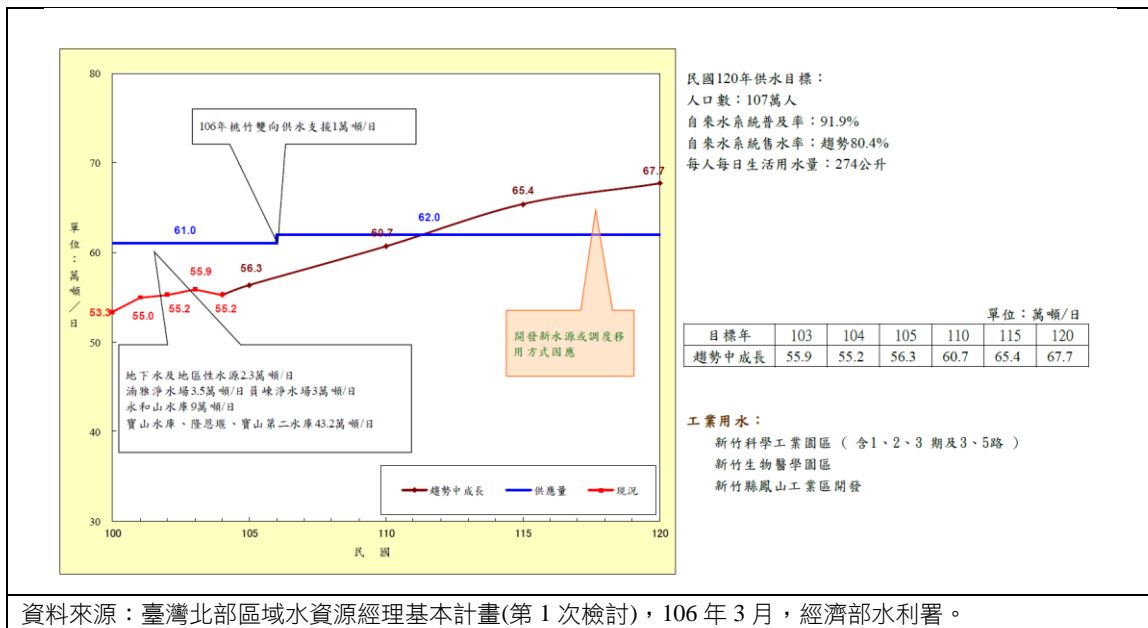 80
70
60
50
40
30
單位：萬噸／日
100
105
110
115
120
民 國
106年桃竹雙向供水支援1萬噸/日
61.0
62.0
53.3
55.0
55.2
55.9
55.2
56.3
60.7
65.4
67.7
地下水及地區性水源2.3萬噸/日
湳雅淨水場3.5萬噸/日 員崠淨水場3萬噸/日
永和山水庫9萬噸/日
寶山水庫、隆恩堰、寶山第二水庫43.2萬噸/日
開發新水源或調度移
用方式因應
趨勢中成長
供應量
現況
民國120年供水目標：
人口數：107萬人
自來水系統普及率：91.9%
自來水系統售水率：趨勢80.4%
每人每日生活用水量：274公升
單位：萬噸/日
目標年 103 104 105 110 115 120
趨勢中成長 55.9 55.2 56.3 60.7 65.4 67.7
工業用水：
新竹科學工業園區（含1、2、3 期及3、5路）
新竹生物醫學園區
新竹縣鳳山工業區開發
資料來源：臺灣北部區域水資源經理基本計畫(第 1 次檢討)，106 年 3 月，經濟部水利署。